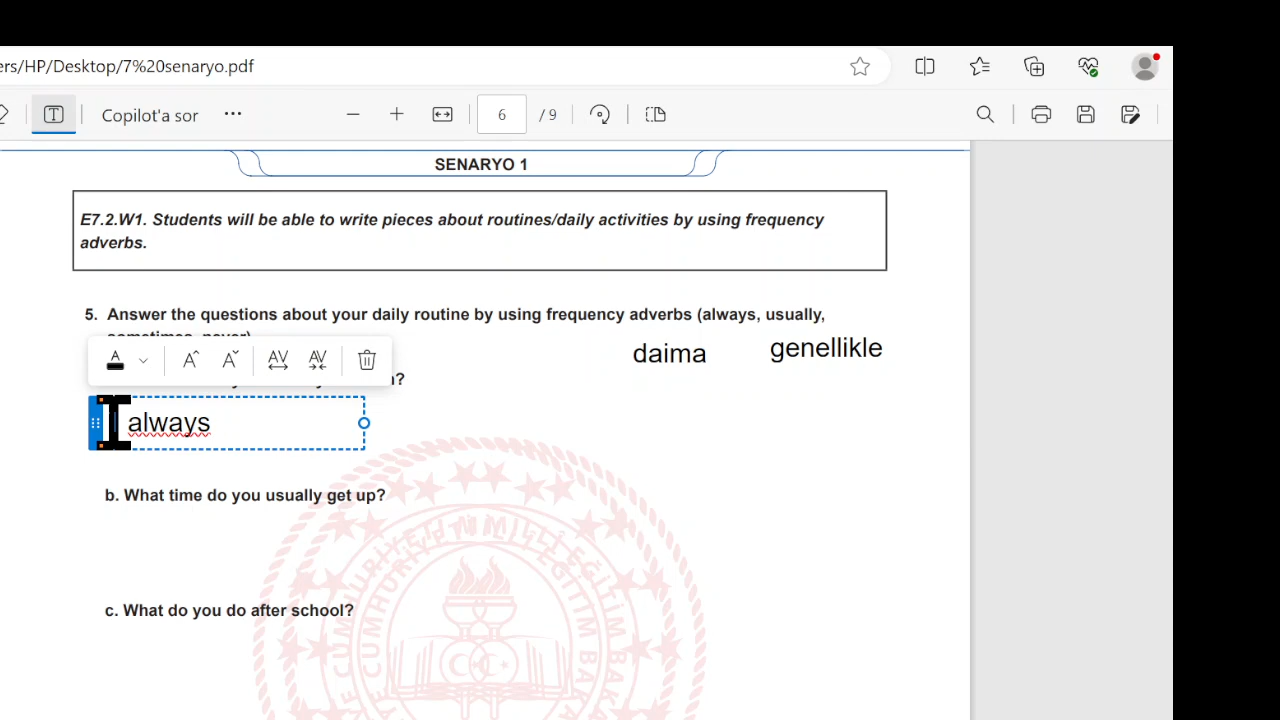 ers/HP/Desktop/7%20senaryo.pdf
Copilot'a sor
6 / 9
SENARYO 1
E7.2.W1. Students will be able to write pieces about routines/daily activities by using frequency
adverbs.
5. Answer the questions about your daily routine by using frequency adverbs (always, usually,
sometimes, never)
daima genellikle
always
b. What time do you usually get up?
c. What do you do after school?